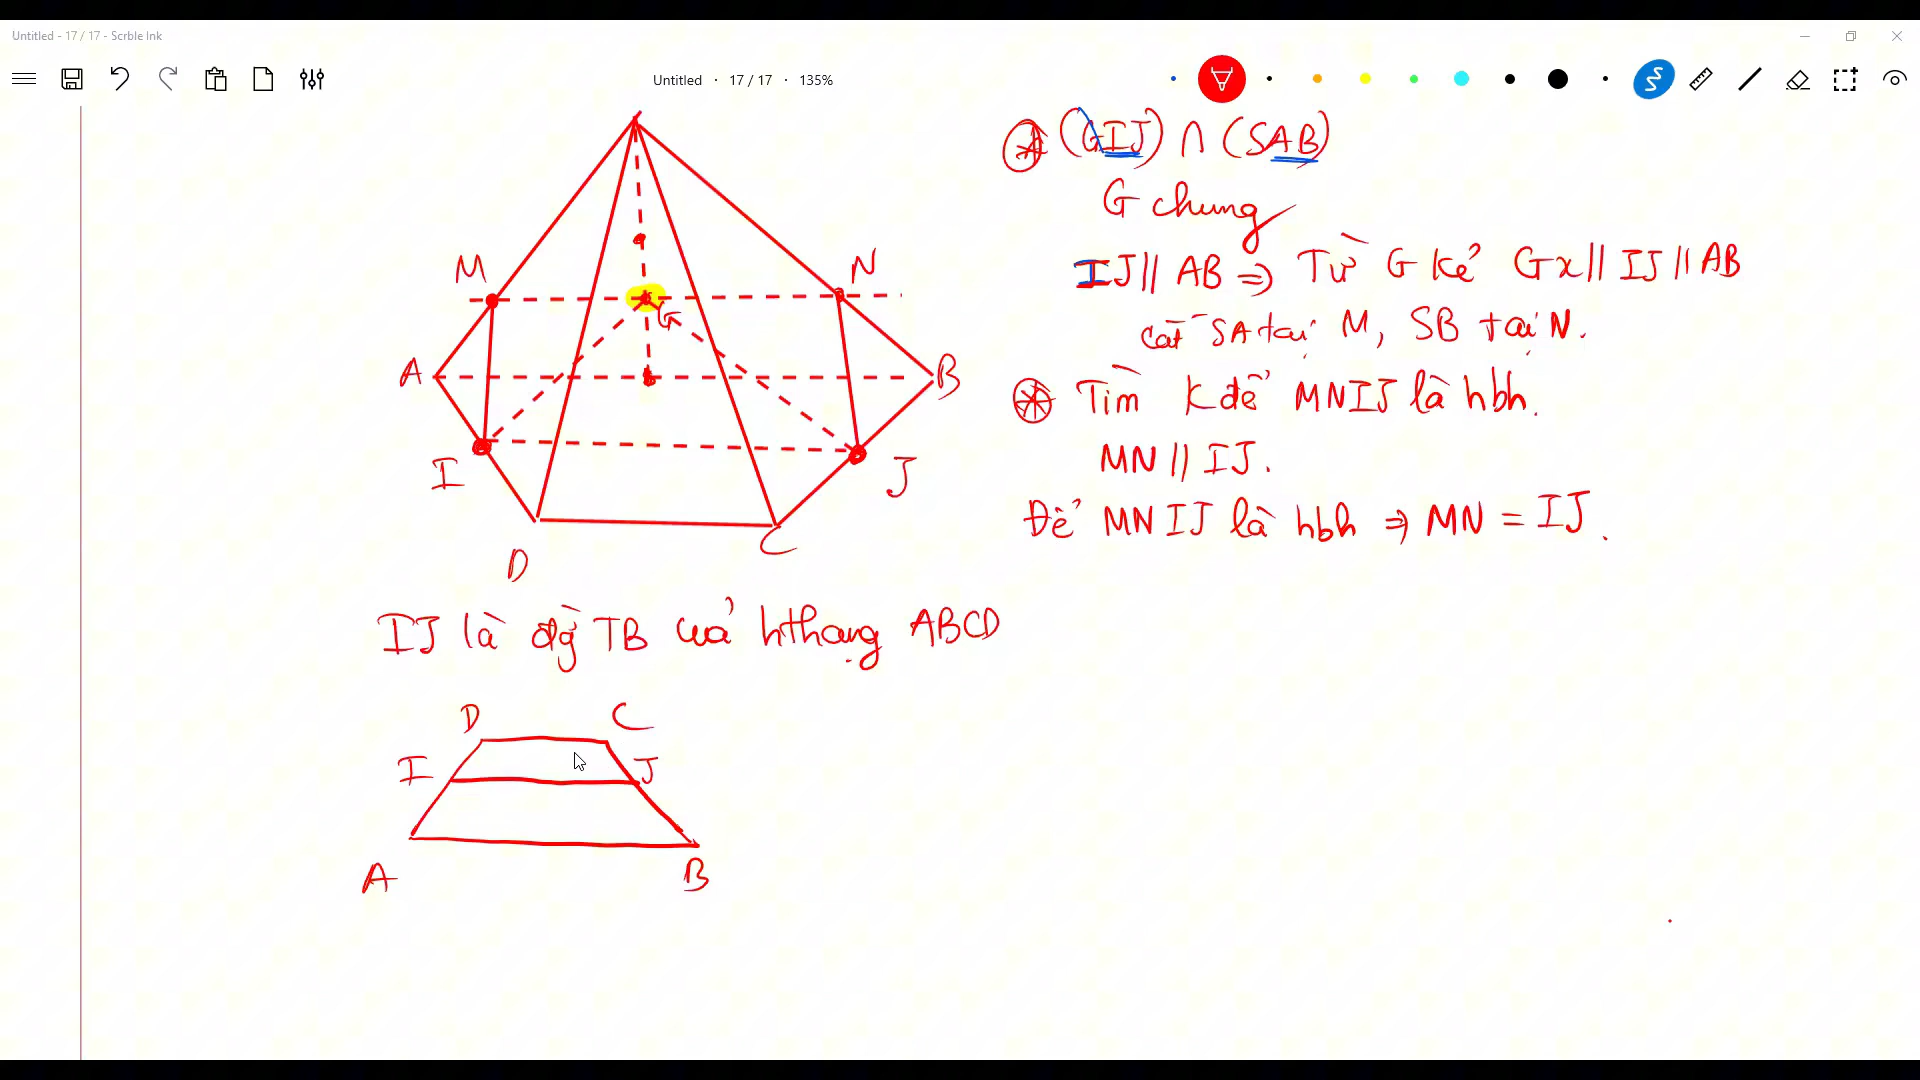 Untitled - 17 / 17 - Scrble Ink
Untitled · 17 / 17 · 135%
M
N
G
A
B
I
J
D
C
(GIJ) ∩ (SAB)
G chung
IJ // AB ⇒ Từ G kẻ Gx // IJ // AB
cắt SA tại M, SB tại N.
Tìm K để MNIJ là hbh.
MN // IJ.
Để MNIJ là hbh ⇒ MN = IJ.
IJ là đg TB của hthang ABCD
D C
I J
A B